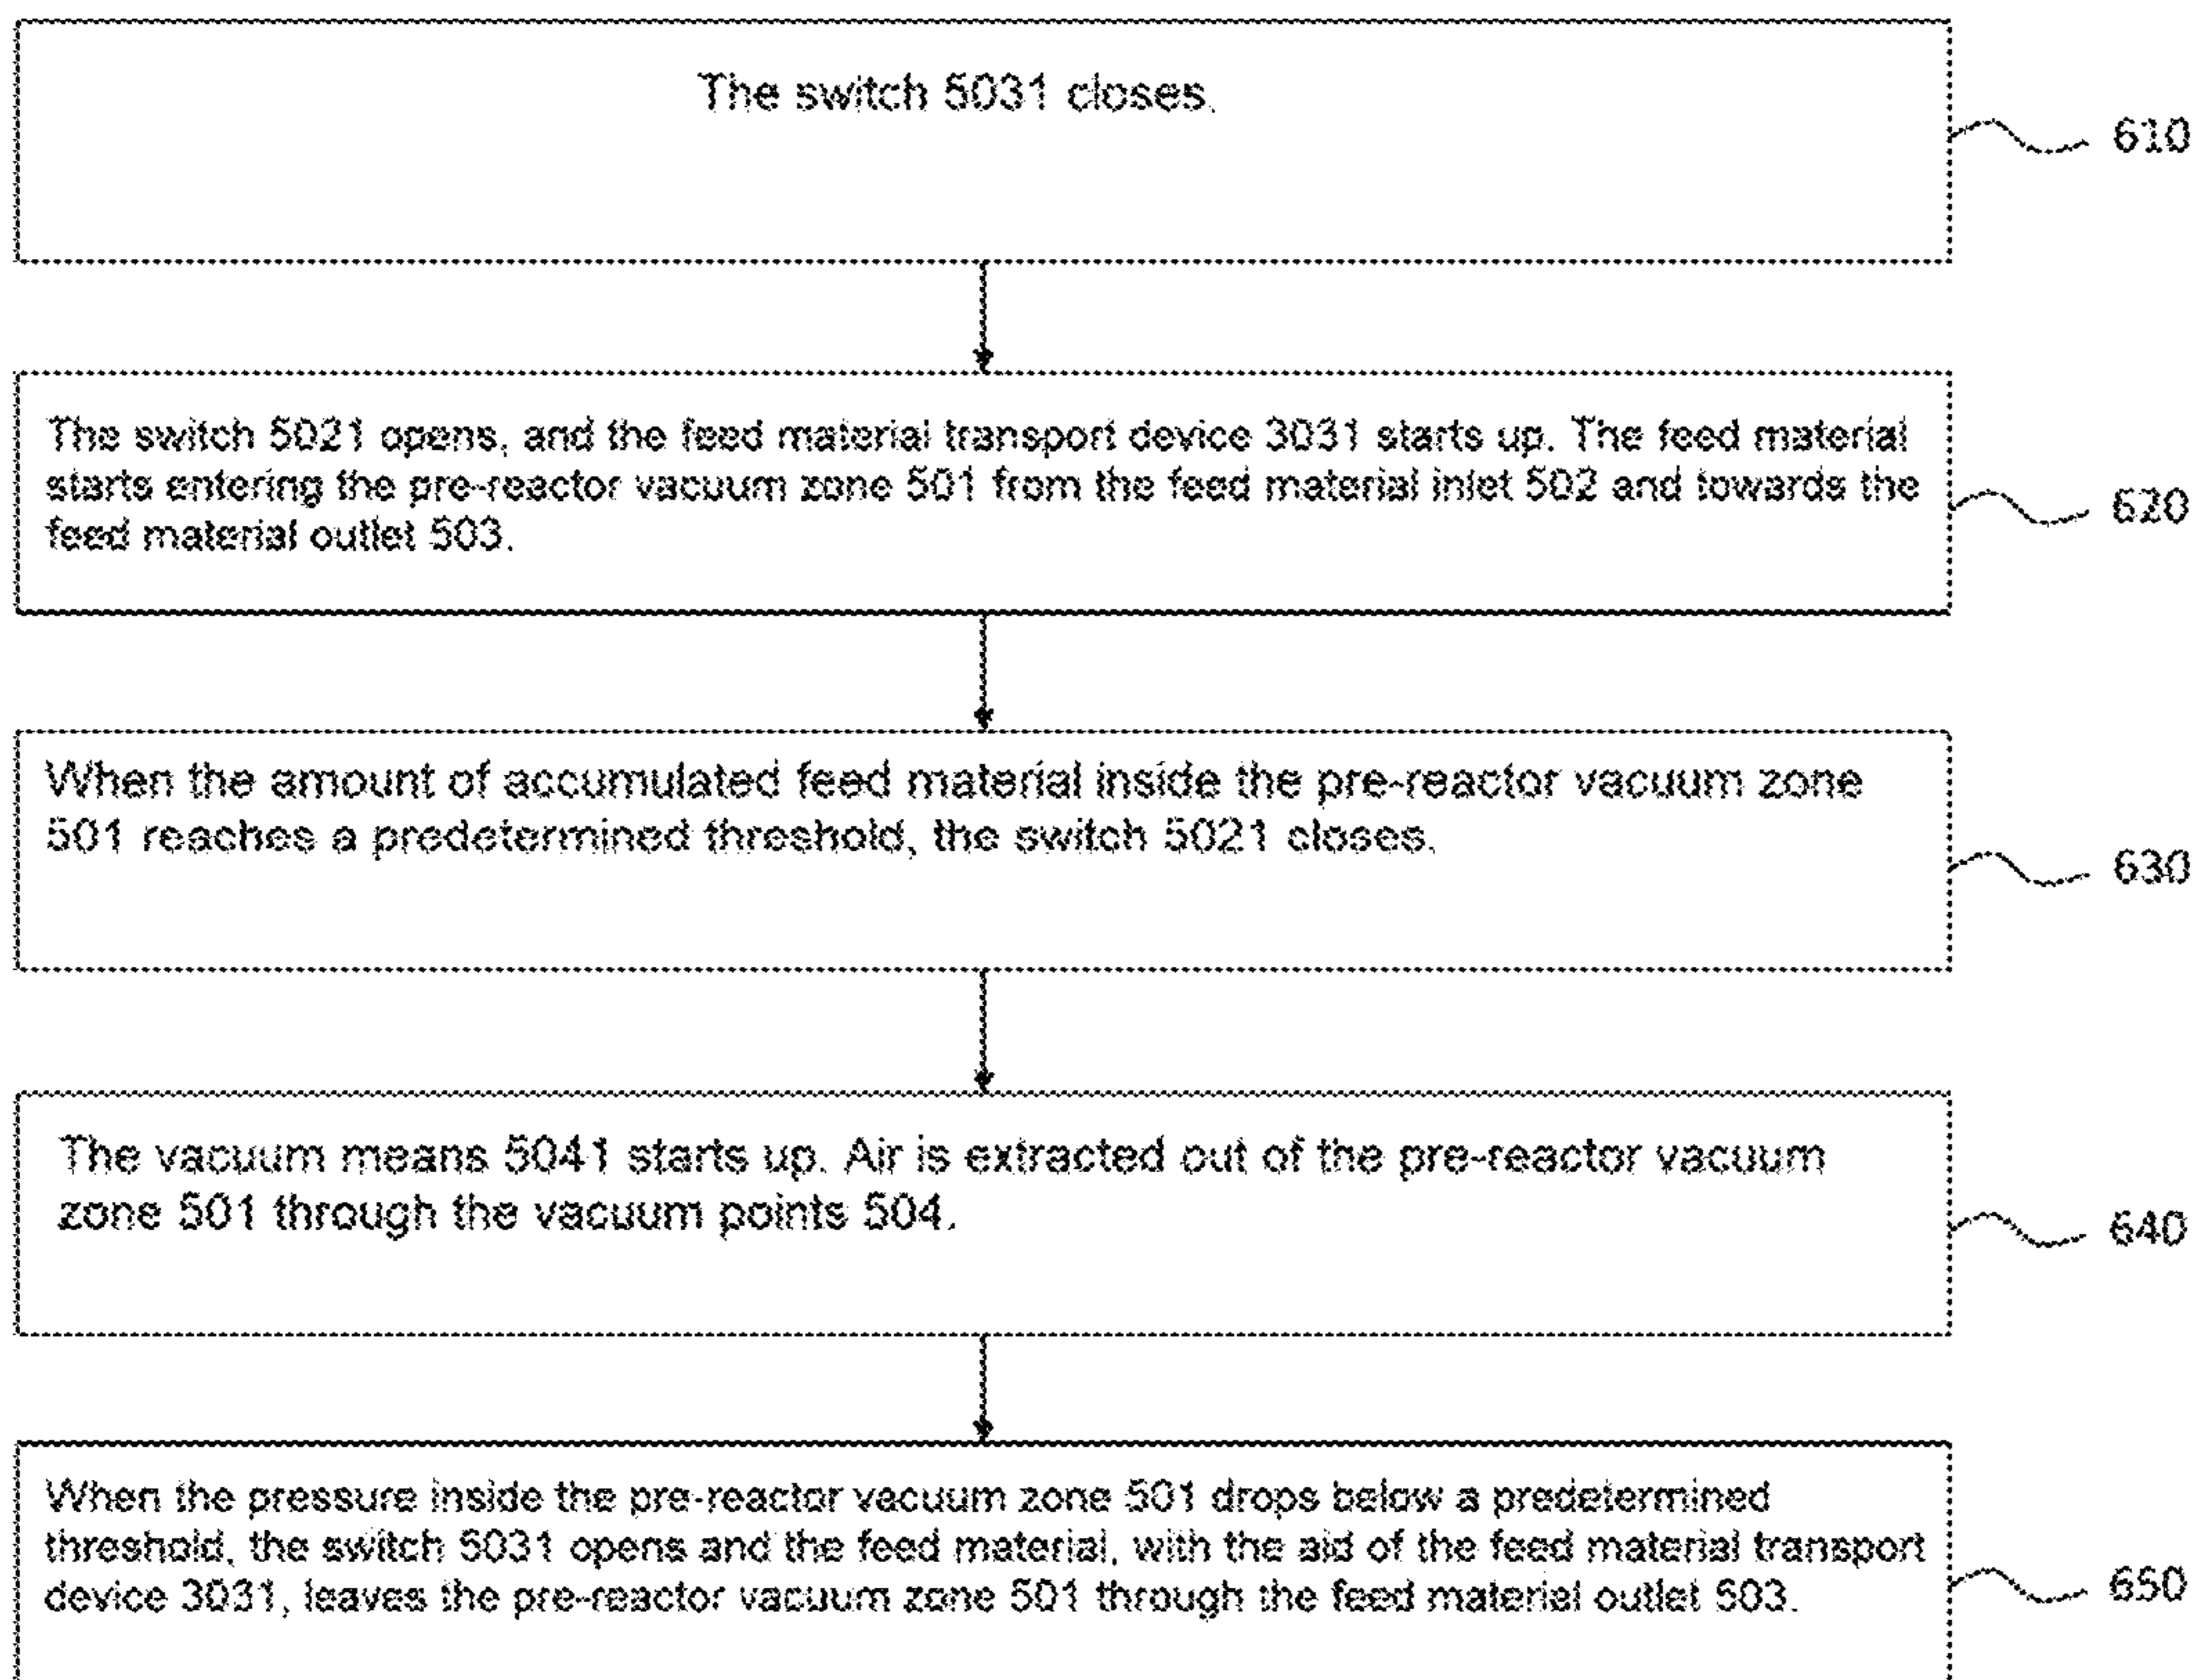 The switch 5031 closes.
610
The switch 5021 opens, and the feed material transport device 3031 starts up. The feed material
starts entering the pre-reactor vacuum zone 501 from the feed material inlet 502 and towards the
feed material outlet 503.
620
When the amount of accumulated feed material inside the pre-reactor vacuum zone
501 reaches a predetermined threshold, the switch 5021 closes.
630
The vacuum means 5041 starts up. Air is extracted out of the pre-reactor vacuum
zone 501 through the vacuum points 504.
640
When the pressure inside the pre-reactor vacuum zone 501 drops below a predetermined
threshold, the switch 5031 opens and the feed material, with the aid of the feed material transport
device 3031, leaves the pre-reactor vacuum zone 501 through the feed material outlet 503.
650